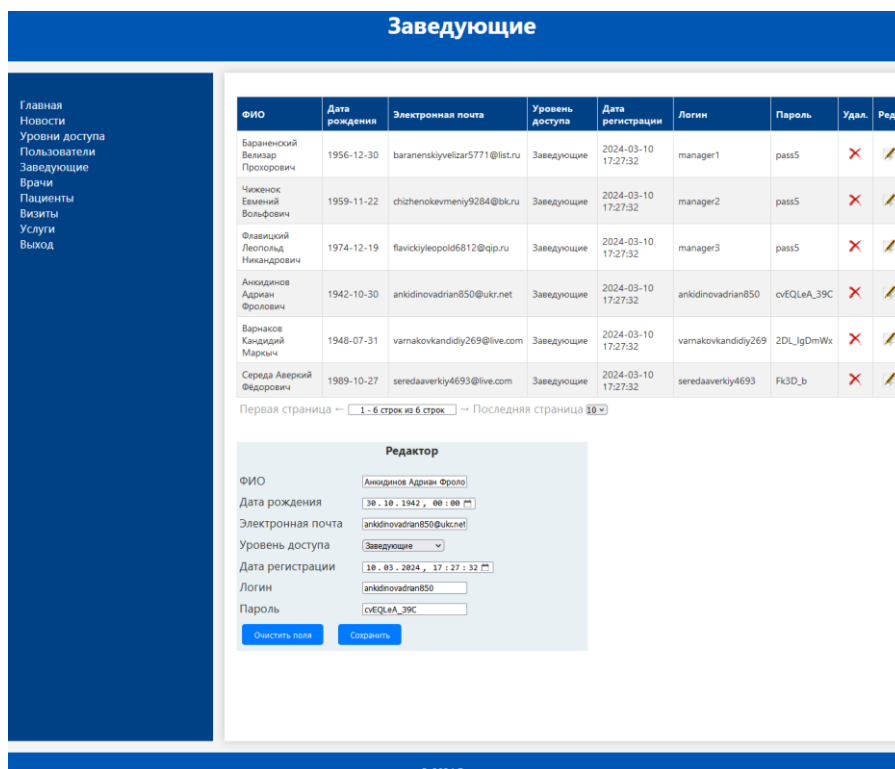 Заведующие
Главная
Новости
Уровни доступа
Пользователи
Заведующие
Врачи
Пациенты
Визиты
Услуги
Выход
ФИО Дата рождения Электронная почта Уровень доступа Дата регистрации Логин Пароль Удал. Ред
Бараненский Велизар Прохорович 1956-12-30 baranenskiyvelizar5771@list.ru Заведующие 2024-03-10 17:27:32 manager1 pass5
Чиженок Евмений Вольфович 1959-11-22 chizhenokevmeniy9284@bk.ru Заведующие 2024-03-10 17:27:32 manager2 pass5
Флавицкий Леопольд Никандрович 1974-12-19 flavickiyleopold6812@qip.ru Заведующие 2024-03-10 17:27:32 manager3 pass5
Анкидинов Адриан Фролович 1942-10-30 ankidinovadrian850@ukr.net Заведующие 2024-03-10 17:27:32 ankidinovadrian850 cvEQLeA_39C
Варнаков Кандидий Маркыч 1948-07-31 varnakovkandidiy269@live.com Заведующие 2024-03-10 17:27:32 varnakovkandidiy269 2DL_IgDmWx
Середа Аверкий Фёдорович 1989-10-27 seredaaverkiy4693@live.com Заведующие 2024-03-10 17:27:32 seredaaverkiy4693 Fk3D_b
Первая страница ← 1 - 6 строк из 6 строк → Последняя страница 10
Редактор
ФИО Анкидинов Адриан Фроло
Дата рождения 30.10.1942, 00:00
Электронная почта ankidinovadrian850@ukr.net
Уровень доступа Заведующие
Дата регистрации 10.03.2024, 17:27:32
Логин ankidinovadrian850
Пароль cvEQLeA_39C
Очистить поля Сохранить